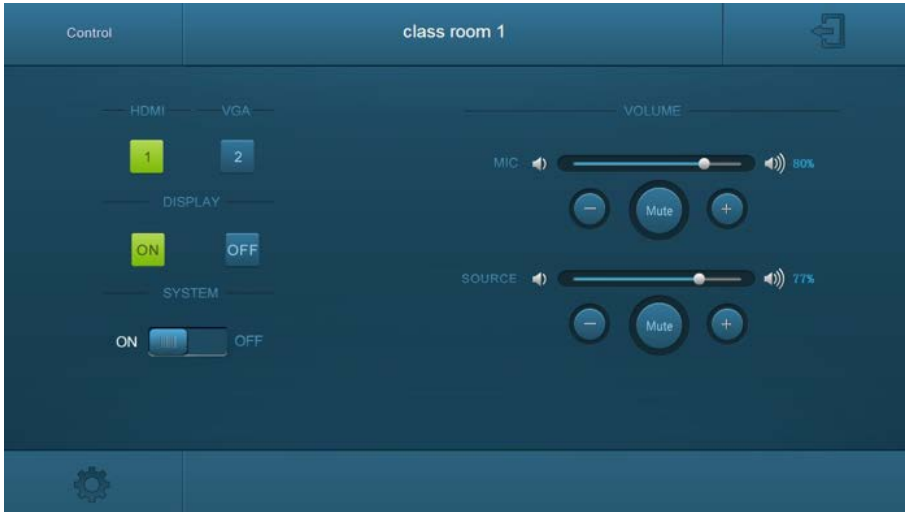 Control
class room 1
HDMI VGA
1 2
DISPLAY
ON OFF
SYSTEM
ON OFF
VOLUME
MIC 80%
Mute
SOURCE 77%
Mute